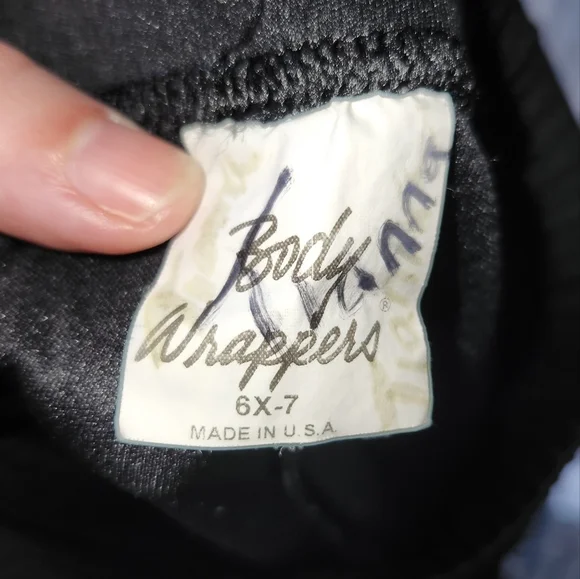 Body
Wrappers®
6X-7
MADE IN U.S.A.